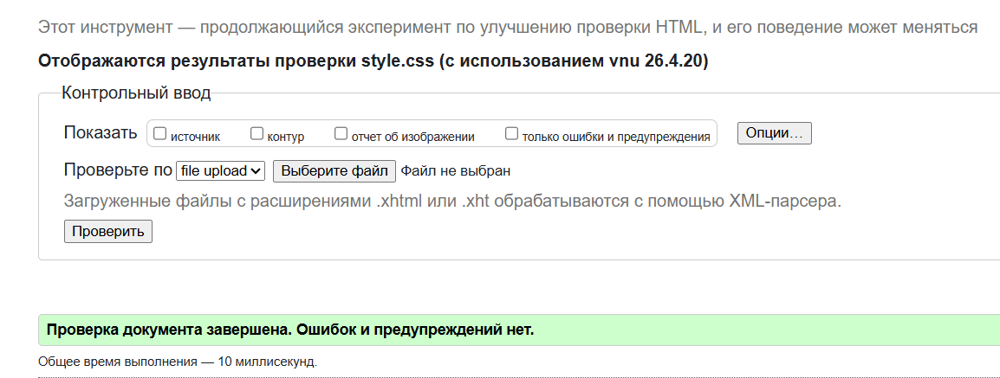 Этот инструмент — продолжающийся эксперимент по улучшению проверки HTML, и его поведение может меняться
Отображаются результаты проверки style.css (с использованием vnu 26.4.20)
Контрольный ввод
Показать источник контур отчет об изображении только ошибки и предупреждения Опции…
Проверьте по file upload Выберите файл Файл не выбран
Загруженные файлы с расширениями .xhtml или .xht обрабатываются с помощью XML-парсера.
Проверить
Проверка документа завершена. Ошибок и предупреждений нет.
Общее время выполнения — 10 миллисекунд.